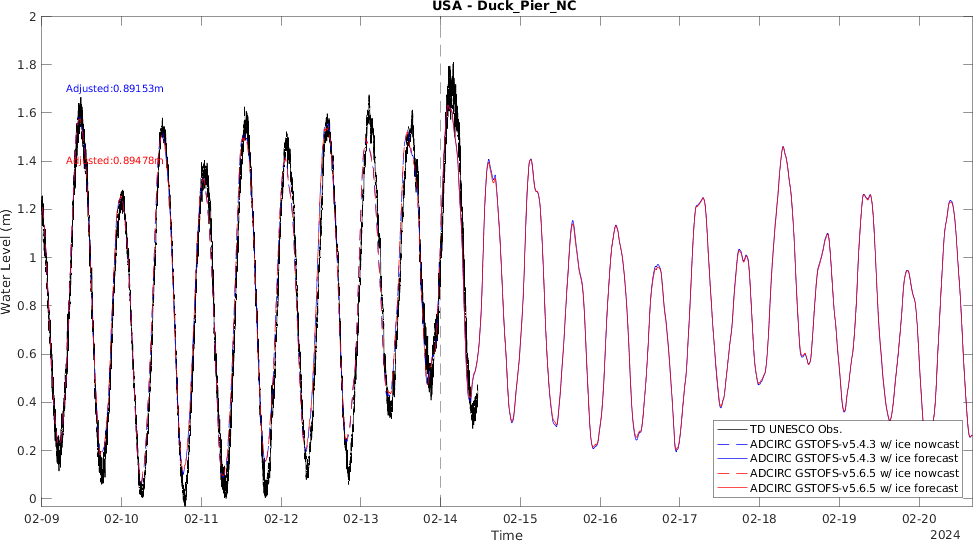 USA - Duck_Pier_NC
2
1.8
1.6
1.4
1.2
1
0.8
0.6
0.4
0.2
0
Water Level (m)
Adjusted:0.89153m
Adjusted:0.89478m
02-09 02-10 02-11 02-12 02-13 02-14 02-15 02-16 02-17 02-18 02-19 02-20
Time
2024
TD UNESCO Obs.
ADCIRC GSTOFS-v5.4.3 w/ ice nowcast
ADCIRC GSTOFS-v5.4.3 w/ ice forecast
ADCIRC GSTOFS-v5.6.5 w/ ice nowcast
ADCIRC GSTOFS-v5.6.5 w/ ice forecast